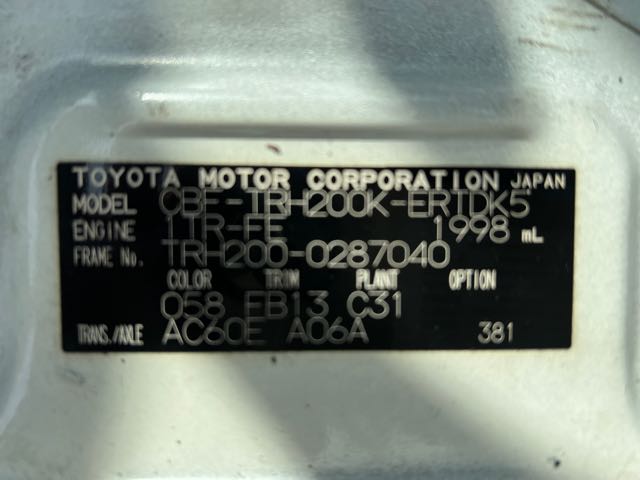 TOYOTA MOTOR CORPORATION JAPAN
MODEL CBF-TRH200K-ERTDK5
ENGINE 1TR-FE 1998 mL
FRAME No. TRH200-0287040
COLOR TRIM PLANT OPTION
058 FB13 C31
TRANS./AXLE AC60E A06A 381